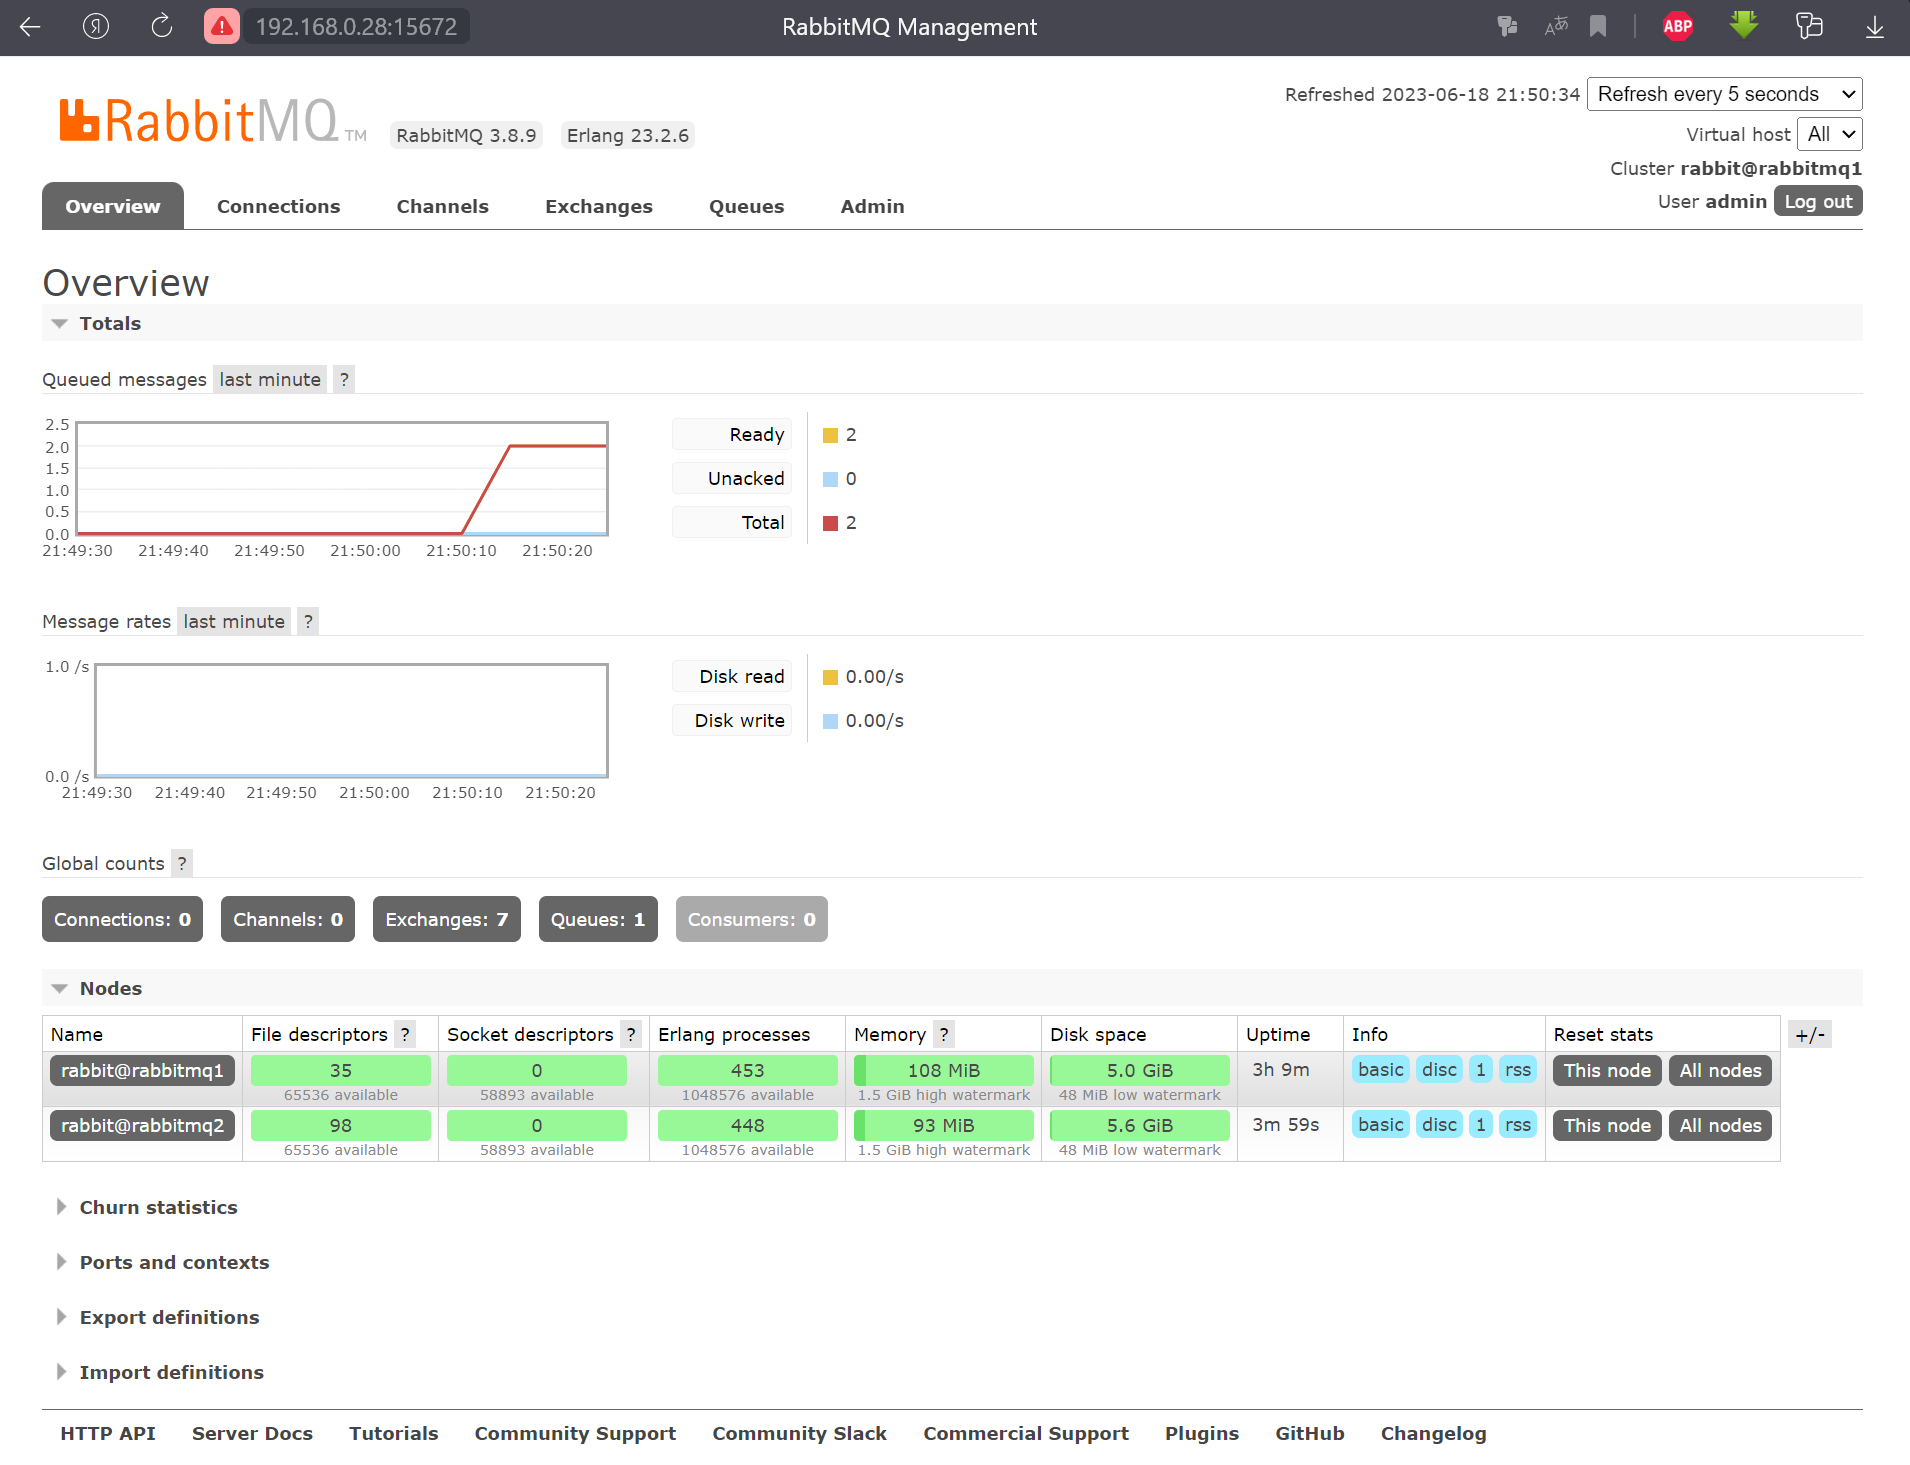 192.168.0.28:15672 RabbitMQ Management ABP
RabbitMQ TM RabbitMQ 3.8.9 Erlang 23.2.6
Refreshed 2023-06-18 21:50:34 Refresh every 5 seconds
Virtual host All
Cluster rabbit@rabbitmq1
User admin Log out
Overview Connections Channels Exchanges Queues Admin
Overview
Totals
Queued messages last minute ?
2.5
2.0
1.5
1.0
0.5
0.0
21:49:30 21:49:40 21:49:50 21:50:00 21:50:10 21:50:20
Ready 2
Unacked 0
Total 2
Message rates last minute ?
1.0 /s
0.0 /s
21:49:30 21:49:40 21:49:50 21:50:00 21:50:10 21:50:20
Disk read 0.00/s
Disk write 0.00/s
Global counts ?
Connections: 0 Channels: 0 Exchanges: 7 Queues: 1 Consumers: 0
Nodes
Name File descriptors ? Socket descriptors ? Erlang processes Memory ? Disk space Uptime Info Reset stats +/-
rabbit@rabbitmq1 35 0 453 108 MiB 5.0 GiB 3h 9m basic disc 1 rss This node All nodes
65536 available 58893 available 1048576 available 1.5 GiB high watermark 48 MiB low watermark
rabbit@rabbitmq2 98 0 448 93 MiB 5.6 GiB 3m 59s basic disc 1 rss This node All nodes
65536 available 58893 available 1048576 available 1.5 GiB high watermark 48 MiB low watermark
Churn statistics
Ports and contexts
Export definitions
Import definitions
HTTP API Server Docs Tutorials Community Support Community Slack Commercial Support Plugins GitHub Changelog